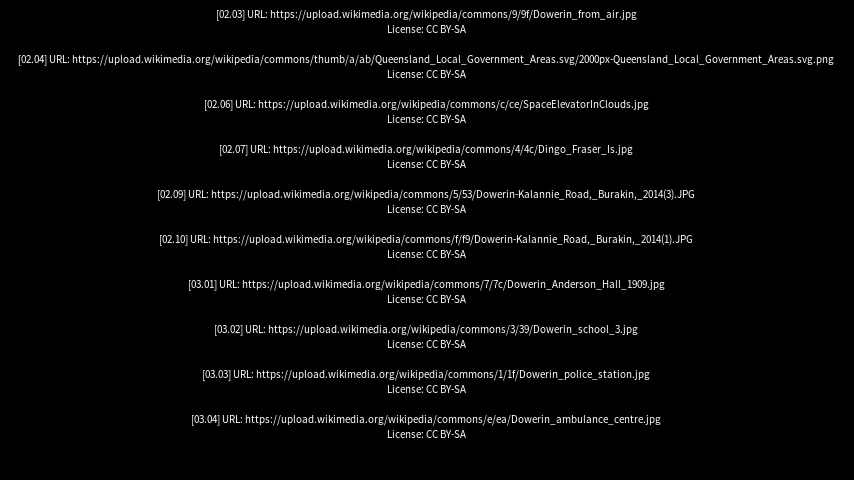 [02.03] URL: https://upload.wikimedia.org/wikipedia/commons/9/9f/Dowerin_from_air.jpg
License: CC BY-SA
[02.04] URL: https://upload.wikimedia.org/wikipedia/commons/thumb/a/ab/Queensland_Local_Government_Areas.svg/2000px-Queensland_Local_Government_Areas.svg.png
License: CC BY-SA
[02.06] URL: https://upload.wikimedia.org/wikipedia/commons/c/ce/SpaceElevatorInClouds.jpg
License: CC BY-SA
[02.07] URL: https://upload.wikimedia.org/wikipedia/commons/4/4c/Dingo_Fraser_Is.jpg
License: CC BY-SA
[02.09] URL: https://upload.wikimedia.org/wikipedia/commons/5/53/Dowerin-Kalannie_Road,_Burakin,_2014(3).JPG
License: CC BY-SA
[02.10] URL: https://upload.wikimedia.org/wikipedia/commons/f/f9/Dowerin-Kalannie_Road,_Burakin,_2014(1).JPG
License: CC BY-SA
[03.01] URL: https://upload.wikimedia.org/wikipedia/commons/7/7c/Dowerin_Anderson_Hall_1909.jpg
License: CC BY-SA
[03.02] URL: https://upload.wikimedia.org/wikipedia/commons/3/39/Dowerin_school_3.jpg
License: CC BY-SA
[03.03] URL: https://upload.wikimedia.org/wikipedia/commons/1/1f/Dowerin_police_station.jpg
License: CC BY-SA
[03.04] URL: https://upload.wikimedia.org/wikipedia/commons/e/ea/Dowerin_ambulance_centre.jpg
License: CC BY-SA